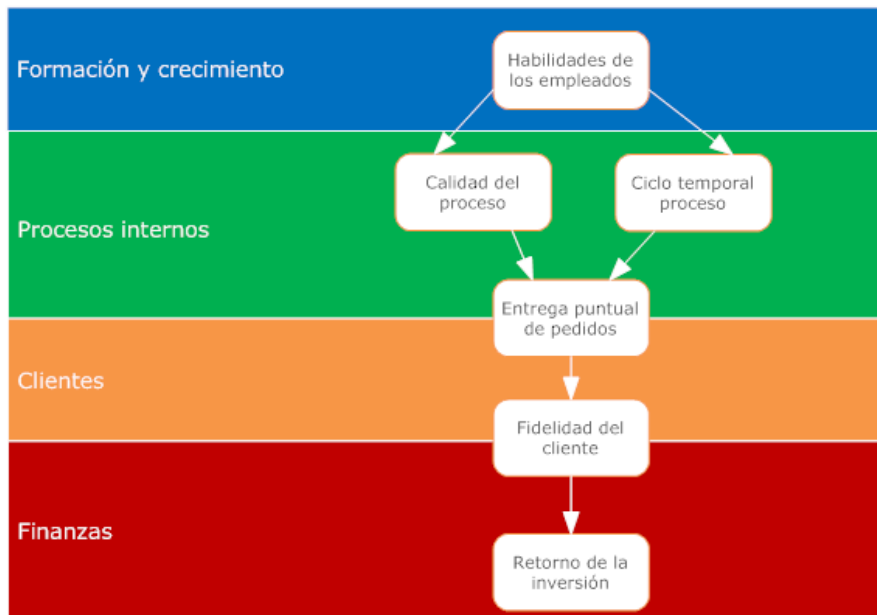 Formación y crecimiento
Habilidades de
los empleados
Calidad del
proceso
Ciclo temporal
proceso
Procesos internos
Entrega puntual
de pedidos
Clientes
Fidelidad del
cliente
Finanzas
Retorno de la
inversión